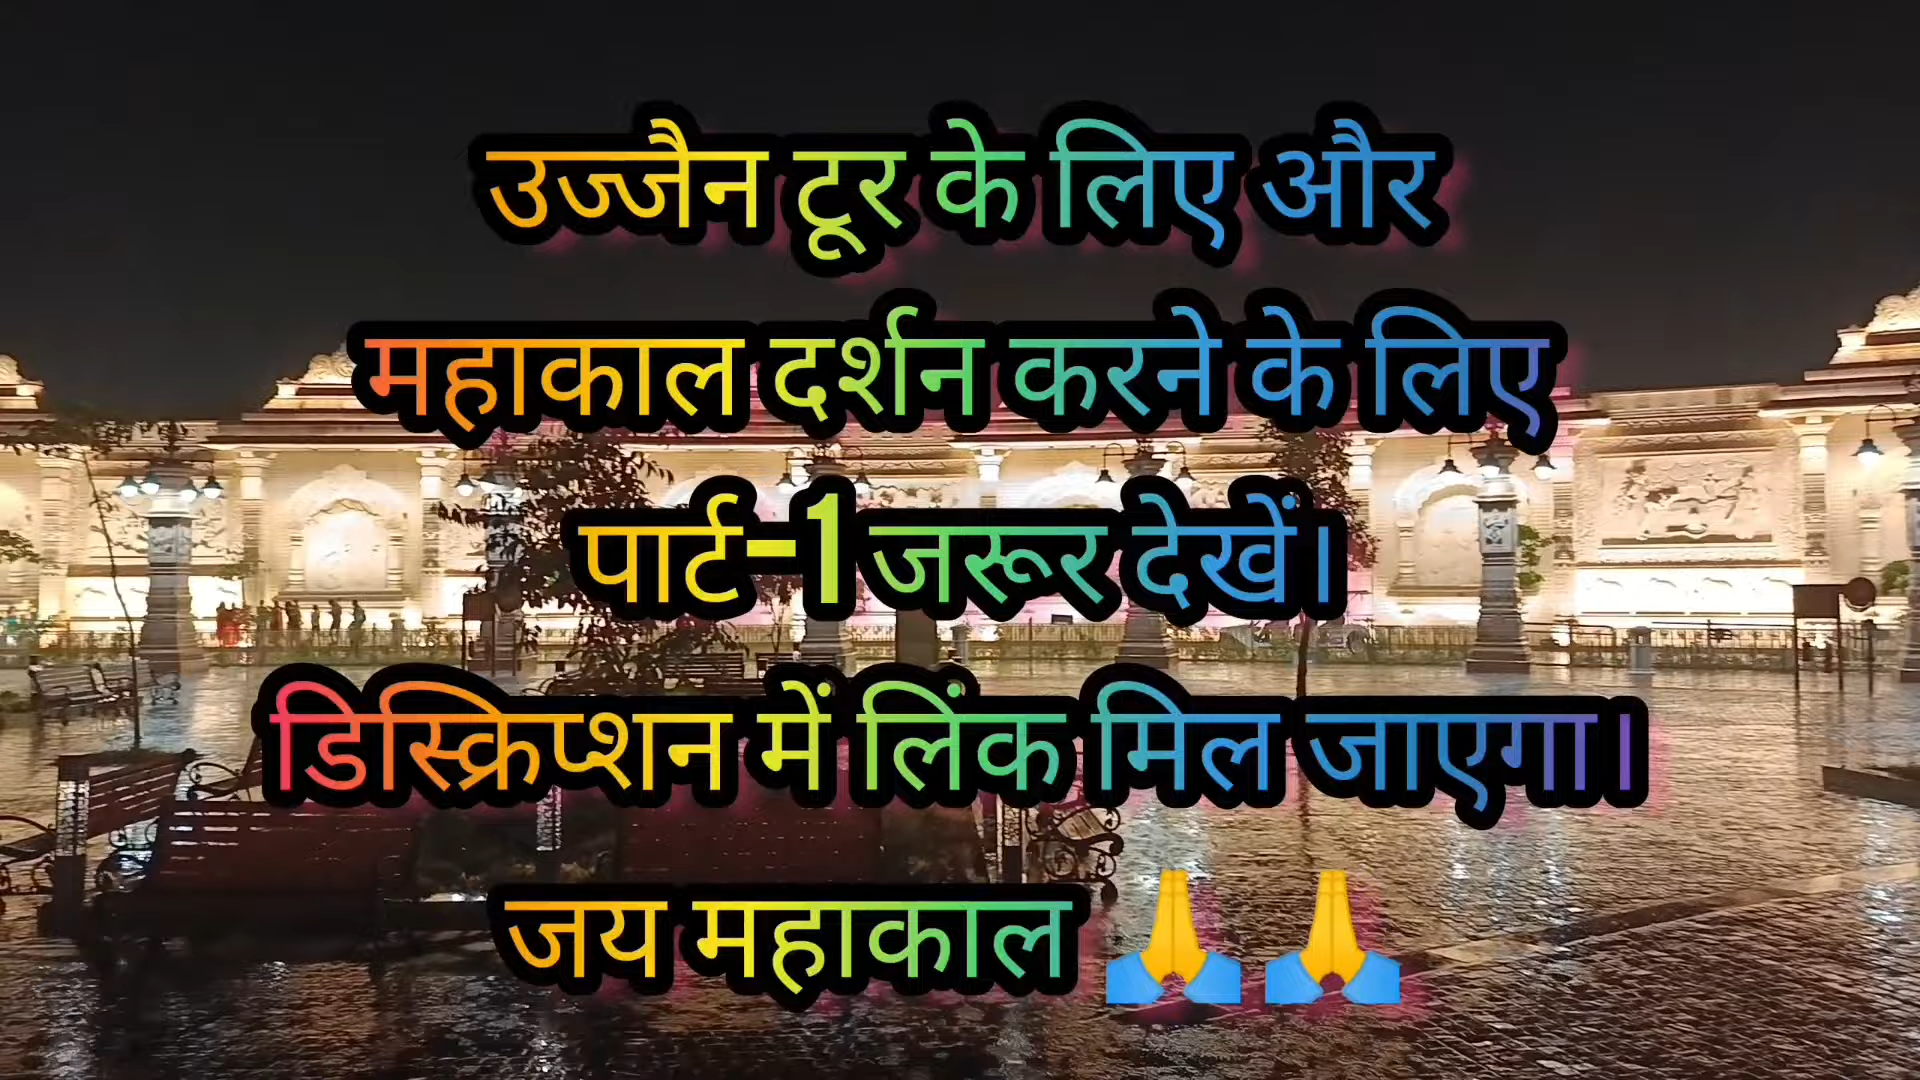 उज्जैन टूर के लिए और
महाकाल दर्शन करने के लिए
पार्ट-1 जरूर देखें।
डिस्क्रिप्शन में लिंक मिल जाएगा।
जय महाकाल 🙏 🙏